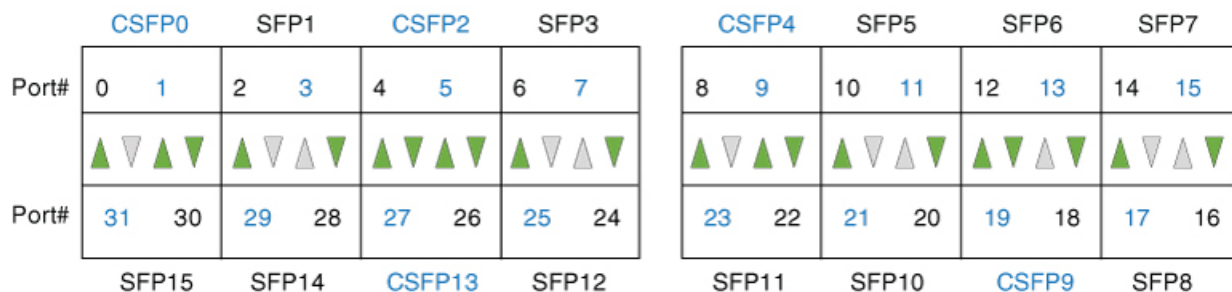 CSFP0 SFP1 CSFP2 SFP3 CSFP4 SFP5 SFP6 SFP7
Port# 0 1 2 3 4 5 6 7 8 9 10 11 12 13 14 15
Port# 31 30 29 28 27 26 25 24 23 22 21 20 19 18 17 16
SFP15 SFP14 CSFP13 SFP12 SFP11 SFP10 CSFP9 SFP8